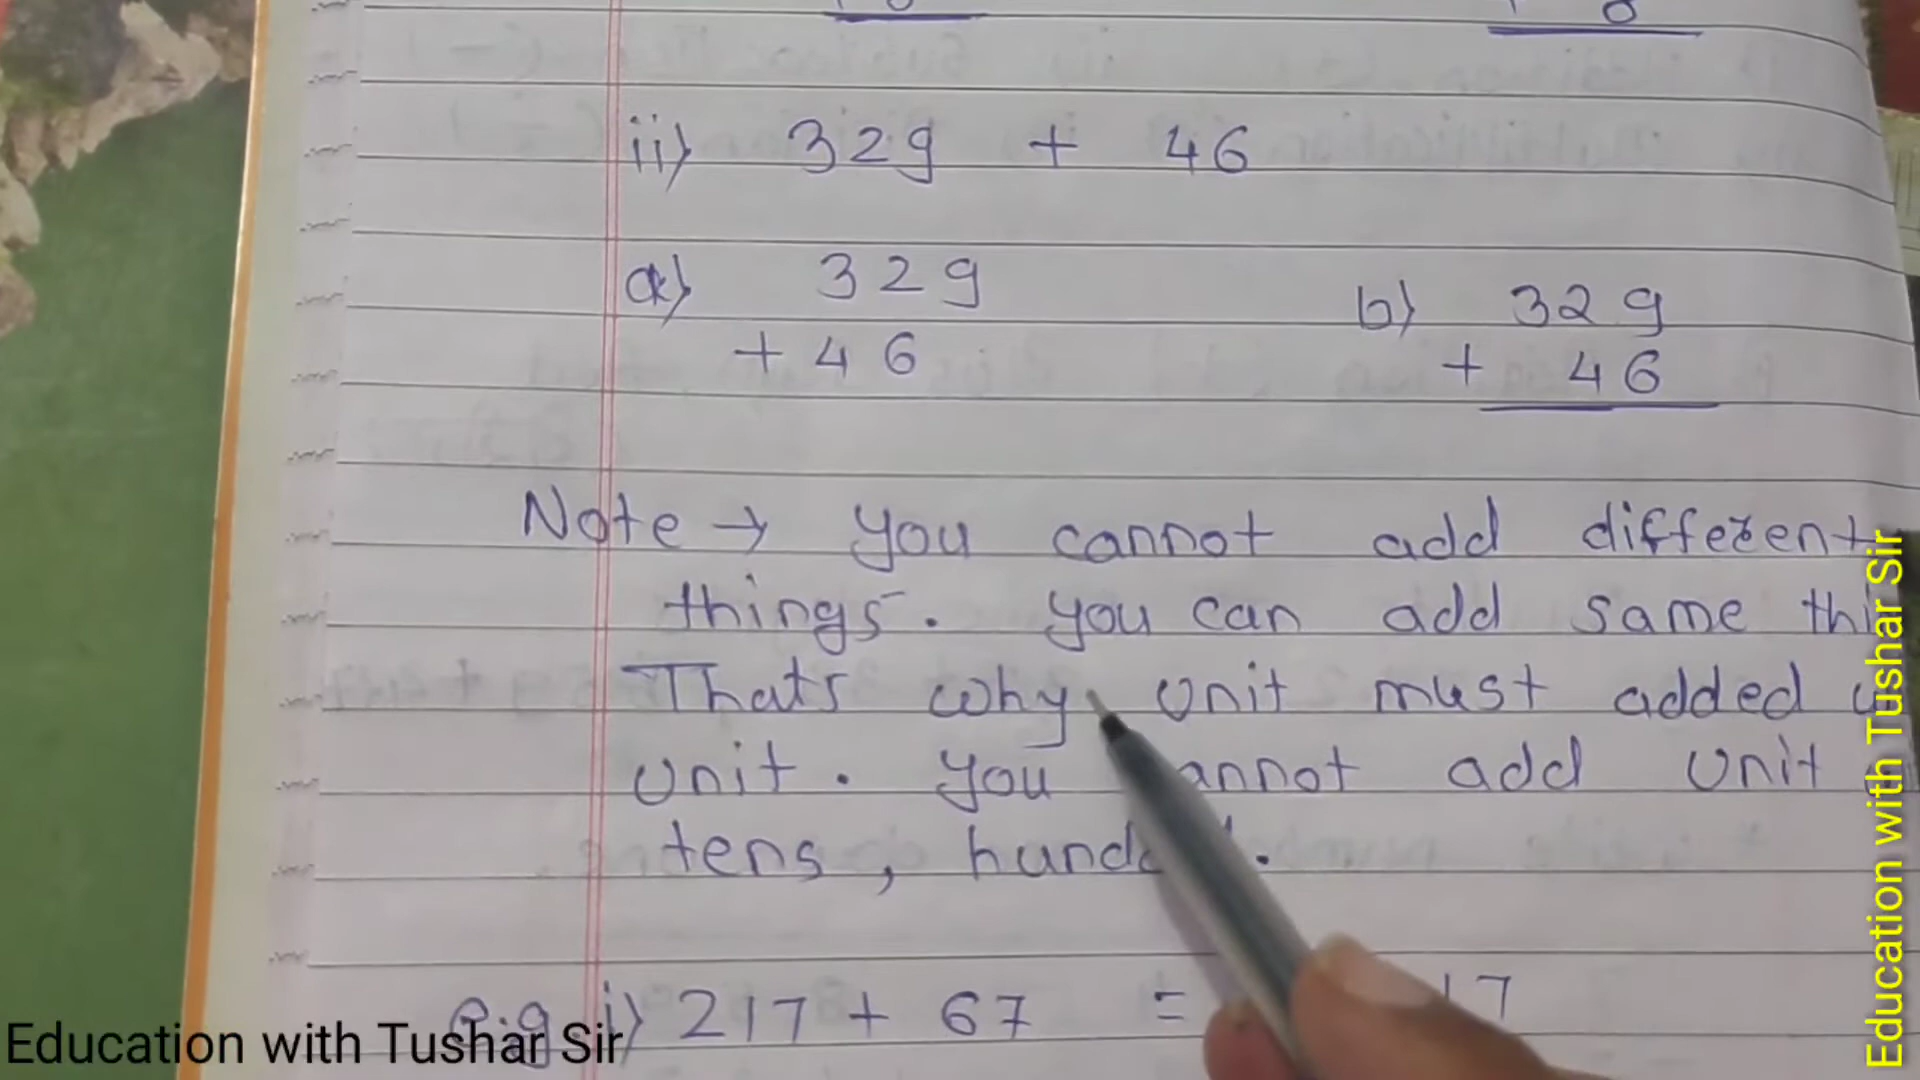 ii) 329 + 46
a) 329
+ 46
b) 329
+ 46
Note → You cannot add different
things. You can add same
Thats why unit must added
unit. You add unit
tens,
e.g i) 217 + 67 = 17
Education with Tushar Sir
Education with Tushar Sir